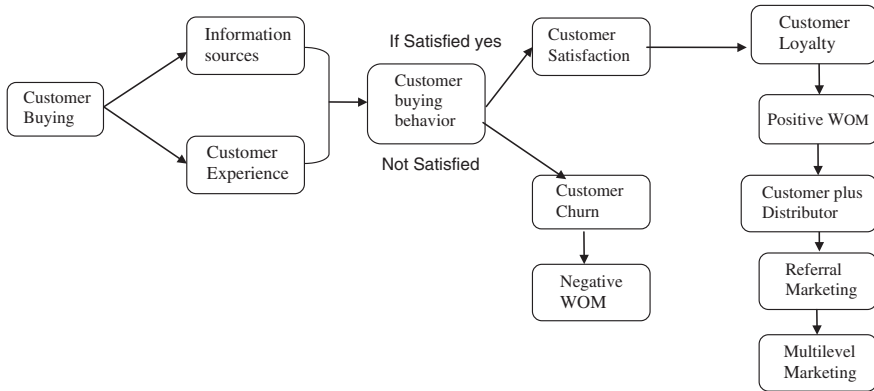 Customer
Buying
Information
sources
Customer
Experience
If Satisfied yes
Customer
buying
behavior
Not Satisfied
Customer
Satisfaction
Customer
Churn
Negative
WOM
Customer
Loyalty
Positive WOM
Customer plus
Distributor
Referral
Marketing
Multilevel
Marketing